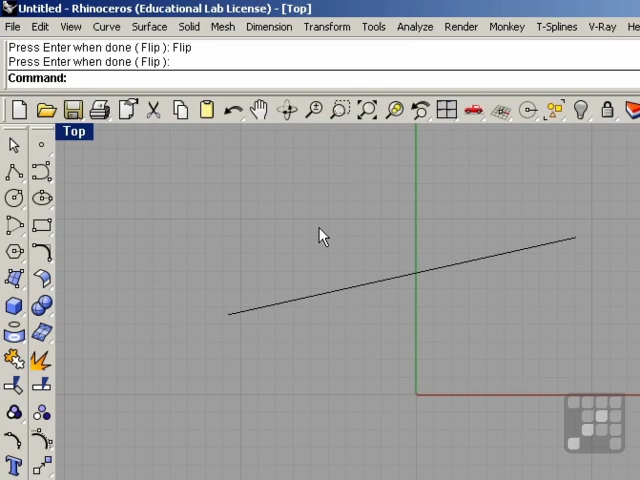 Untitled - Rhinoceros (Educational Lab License) - [Top]
File Edit View Curve Surface Solid Mesh Dimension Transform Tools Analyze Render Monkey T-Splines V-Ray He
Press Enter when done ( Flip ): Flip
Press Enter when done ( Flip ):
Command:
Top